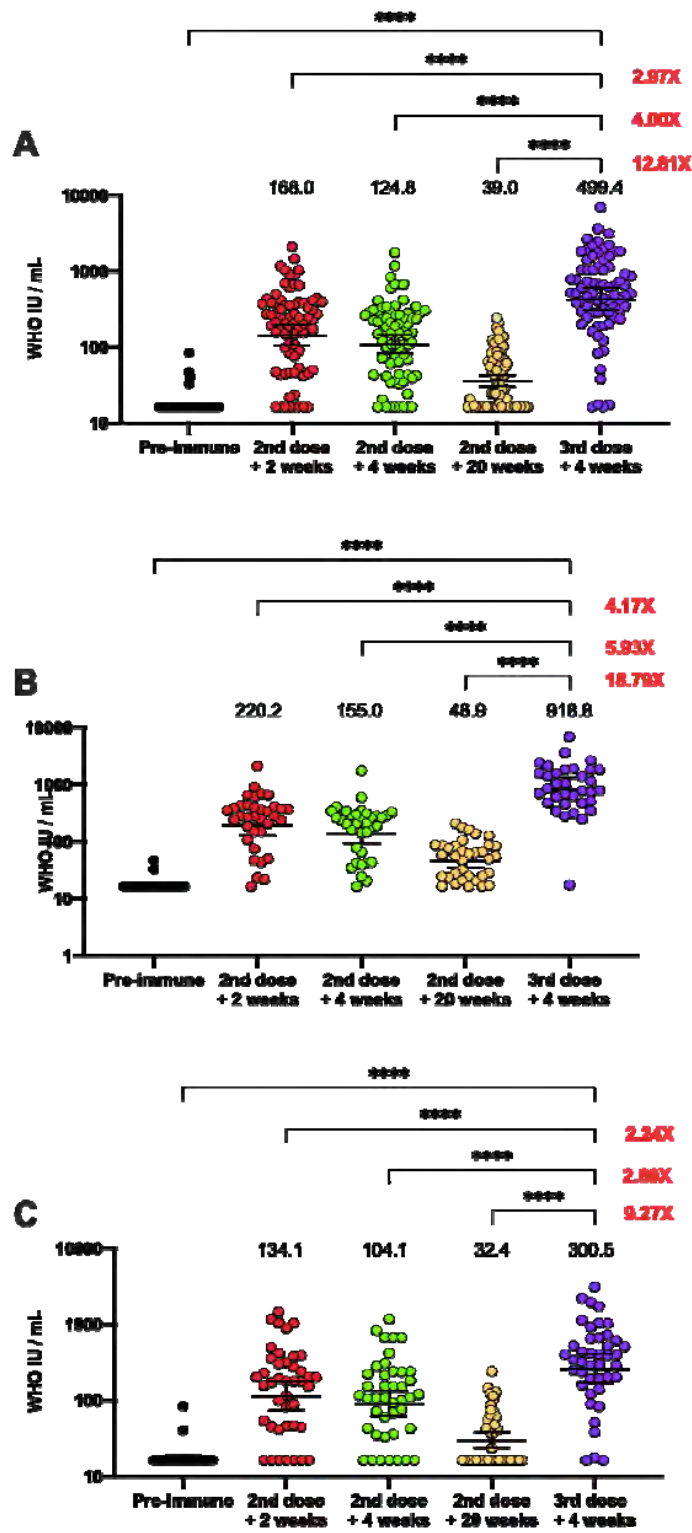 ****
****
2.97X
****
4.00X
****
12.81X
A
168.0 124.8 39.0 499.4
10000
1000
100
10
WHO IU / mL
Pre-immune
2nd dose + 2 weeks
2nd dose + 4 weeks
2nd dose + 20 weeks
3rd dose + 4 weeks
****
****
4.17X
****
5.93X
****
18.79X
B
220.2 155.0 48.9 918.8
10000
1000
100
10
1
WHO IU / mL
Pre-immune
2nd dose + 2 weeks
2nd dose + 4 weeks
2nd dose + 20 weeks
3rd dose + 4 weeks
****
****
2.24X
****
2.89X
****
9.27X
C
134.1 104.1 32.4 300.5
10000
1000
100
10
WHO IU / mL
Pre-immune
2nd dose + 2 weeks
2nd dose + 4 weeks
2nd dose + 20 weeks
3rd dose + 4 weeks